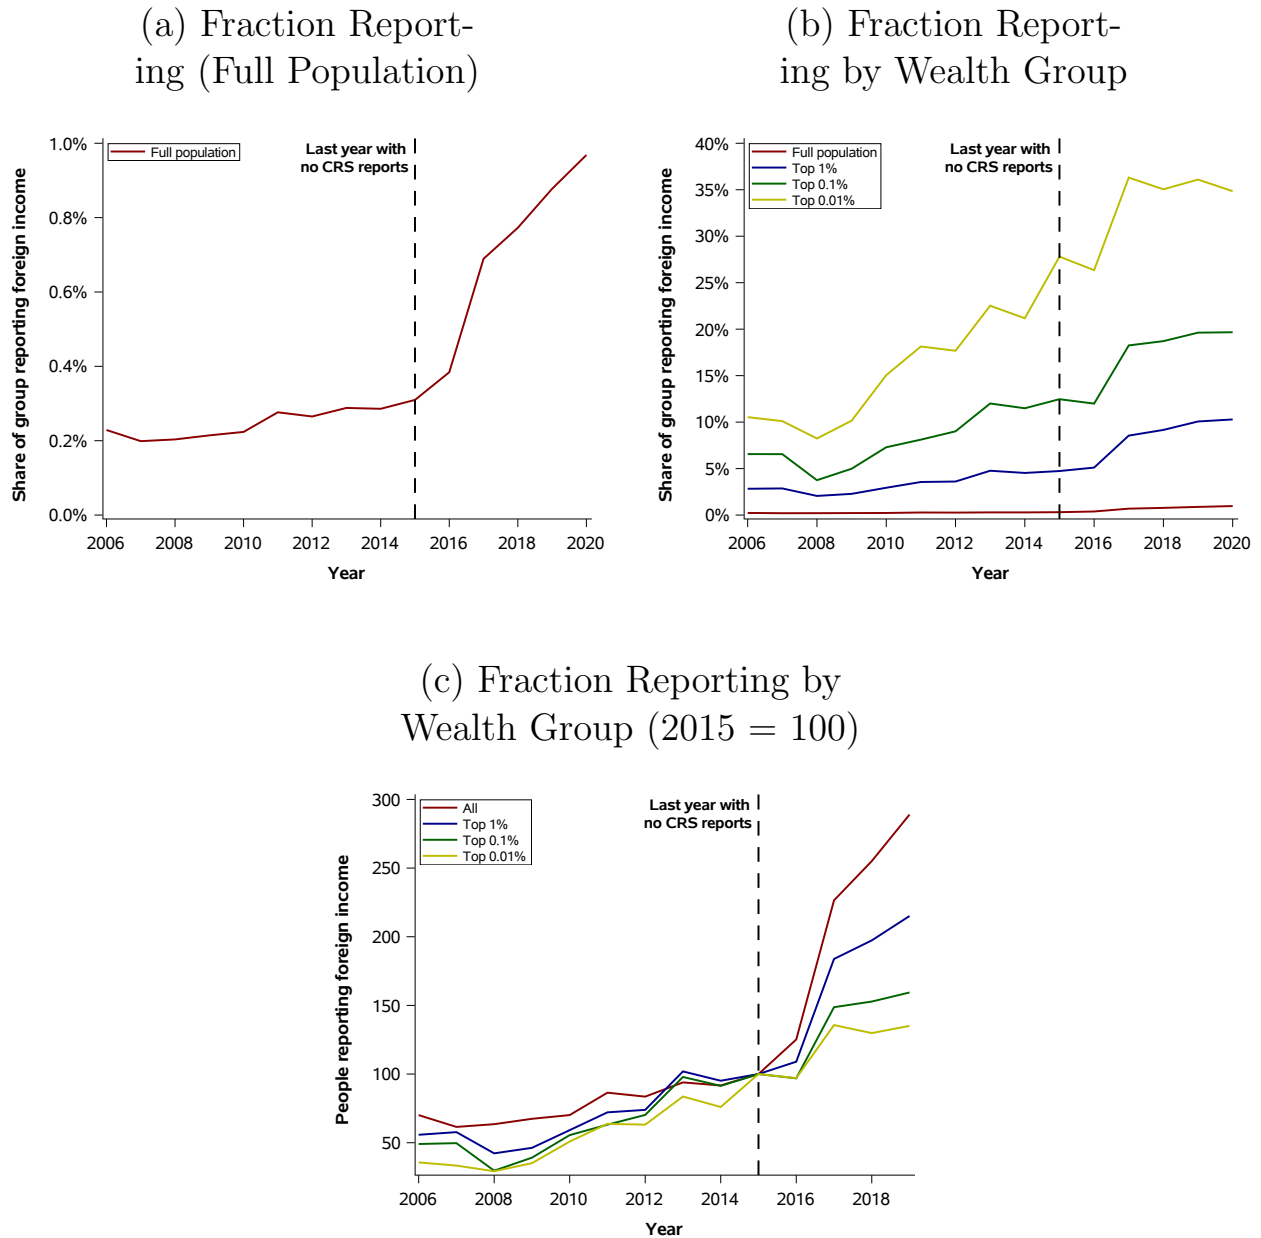 (a) Fraction Report-
ing (Full Population)
1.0%
0.8%
0.6%
0.4%
0.2%
0.0%
Share of group reporting foreign income
Full population
Last year with
no CRS reports
2006 2008 2010 2012 2014 2016 2018 2020
Year
(b) Fraction Report-
ing by Wealth Group
40%
35%
30%
25%
20%
15%
10%
5%
0%
Share of group reporting foreign income
Full population
Top 1%
Top 0.1%
Top 0.01%
Last year with
no CRS reports
2006 2008 2010 2012 2014 2016 2018 2020
Year
(c) Fraction Reporting by
Wealth Group (2015 = 100)
300
250
200
150
100
50
People reporting foreign income
All
Top 1%
Top 0.1%
Top 0.01%
Last year with
no CRS reports
2006 2008 2010 2012 2014 2016 2018
Year